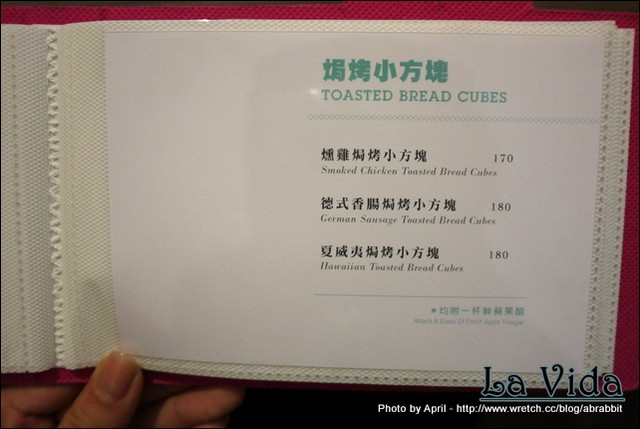 焗烤小方塊
TOASTED BREAD CUBES
燻雞焗烤小方塊 170
Smoked Chicken Toasted Bread Cubes
德式香腸焗烤小方塊 180
German Sausage Toasted Bread Cubes
夏威夷焗烤小方塊 180
Hawaiian Toasted Bread Cubes
★均附一杯鮮蘋果醋
Attach A Glass Of Fresh Apple Vinegar
La Vida
Photo by April - http://www.wretch.cc/blog/abrabbit